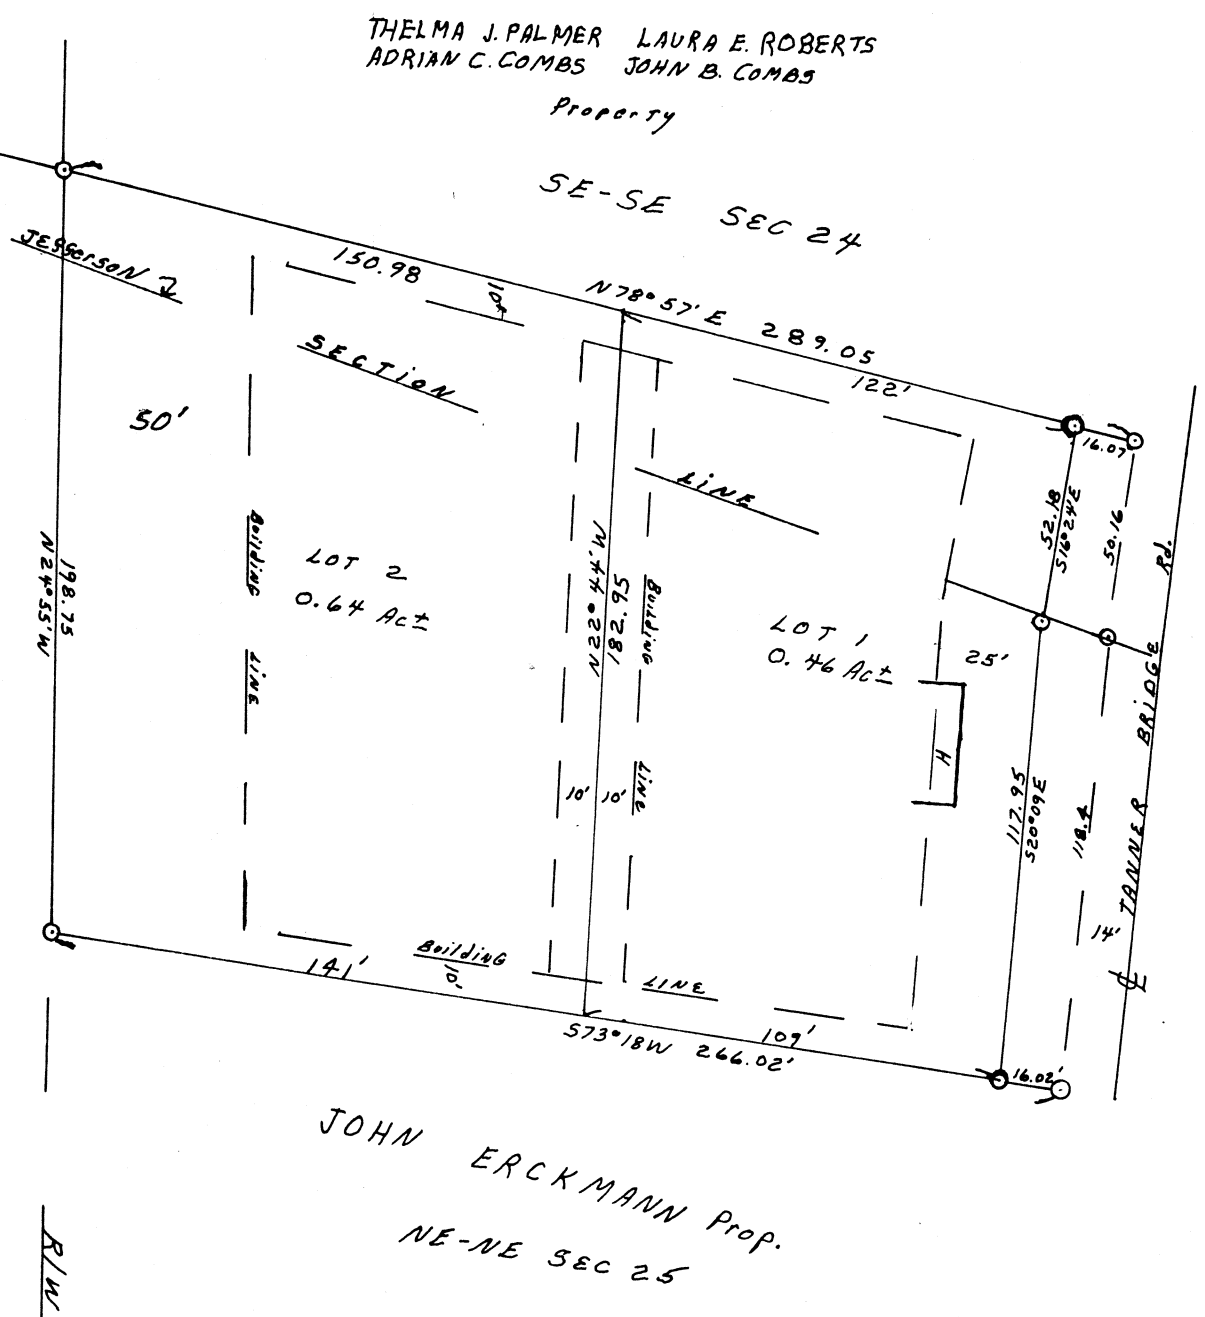 THELMA J. PALMER LAURA E. ROBERTS
ADRIAN C. COMBS JOHN B. COMBS
Property
SE-SE SEC 24
JEFFERSON
150.98
10'
N 78° 57' E 289.05
122'
16.07
SECTION
50'
LINE
52.18
S16°24'E
50.16
Rd.
N 24° 55' W
198.75
Building
LINE
LOT 2
0.64 Ac±
N22° 44' W
182.95
Building
LINE
LOT 1
0.46 Ac±
25'
H
10'
10'
117.95
S20°09E
118.4
TANNER BRIDGE
14'
℄
Building
10'
LINE
141'
S73°18W 266.02'
109'
16.02'
JOHN ERCKMANN Prop.
NE-NE SEC 25
R/W